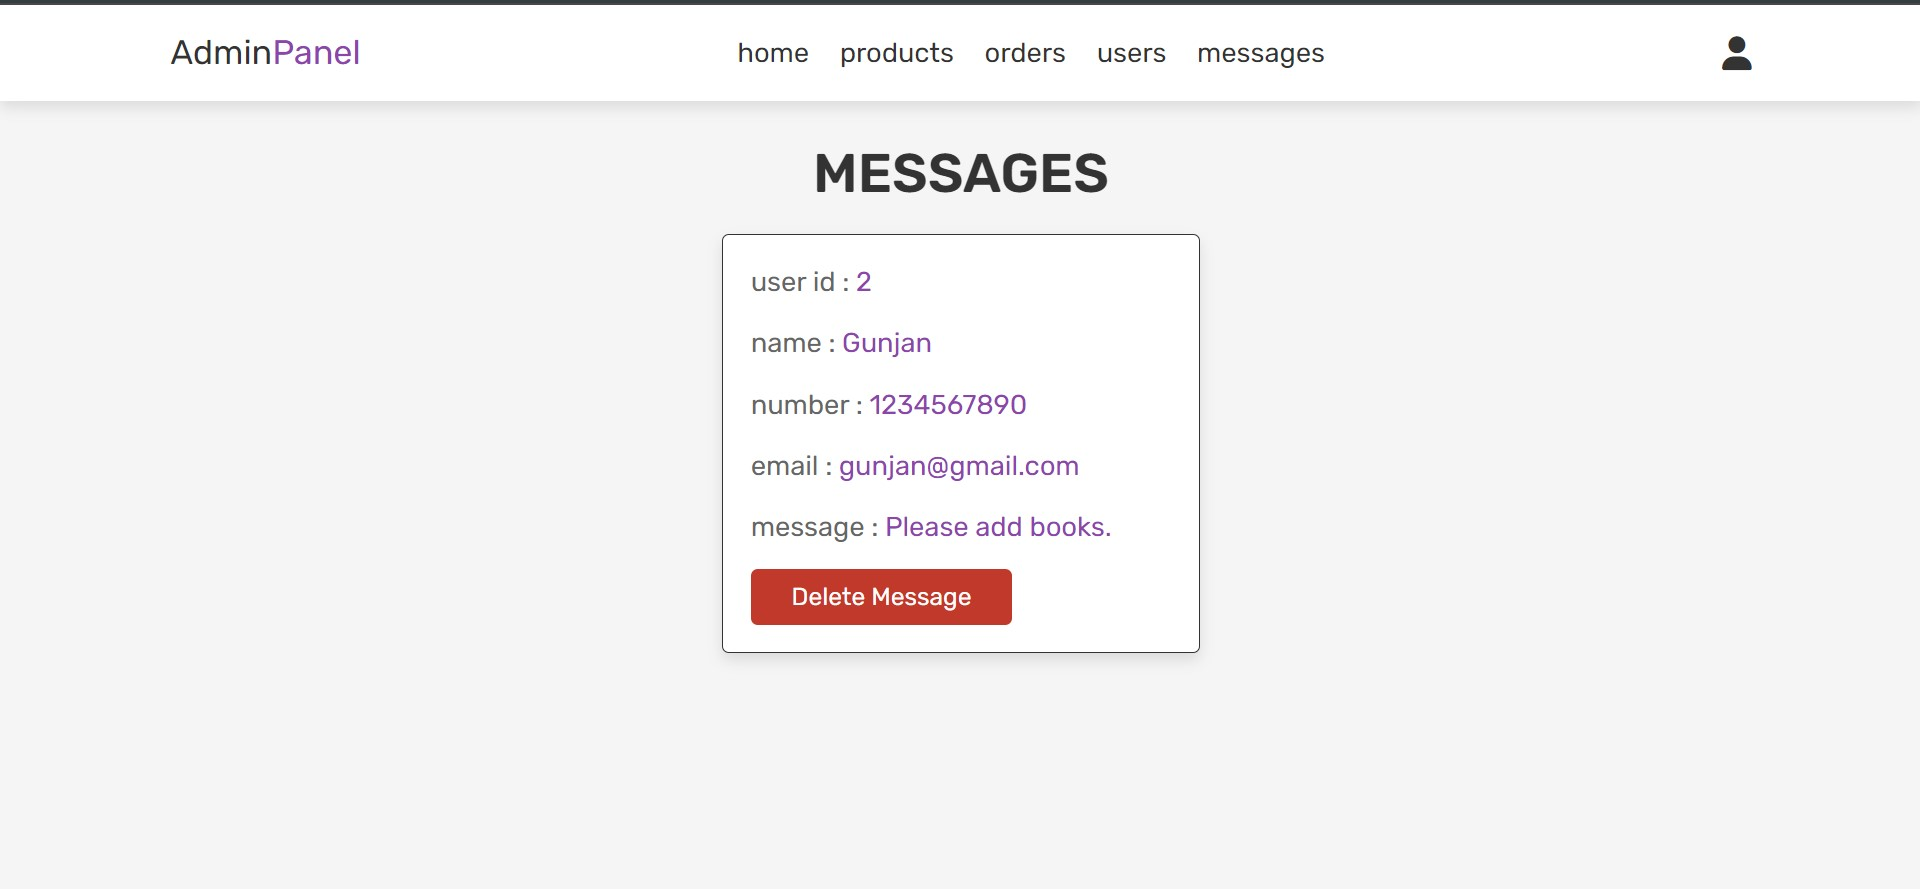 AdminPanel
home products orders users messages
MESSAGES
user id : 2
name : Gunjan
number : 1234567890
email : gunjan@gmail.com
message : Please add books.
Delete Message